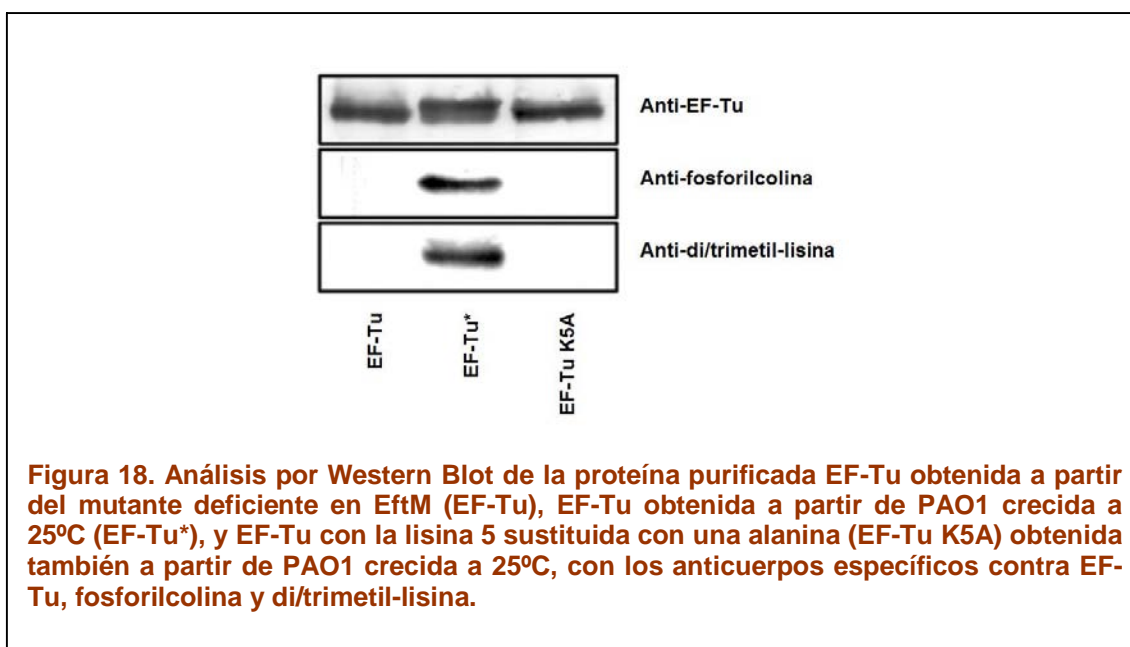 Anti-EF-Tu
Anti-fosforilcolina
Anti-di/trimetil-lisina
EF-Tu
EF-Tu*
EF-Tu K5A
Figura 18. Análisis por Western Blot de la proteína purificada EF-Tu obtenida a partir
del mutante deficiente en EftM (EF-Tu), EF-Tu obtenida a partir de PAO1 crecida a
25ºC (EF-Tu*), y EF-Tu con la lisina 5 sustituida con una alanina (EF-Tu K5A) obtenida
también a partir de PAO1 crecida a 25ºC, con los anticuerpos específicos contra EF-
Tu, fosforilcolina y di/trimetil-lisina.